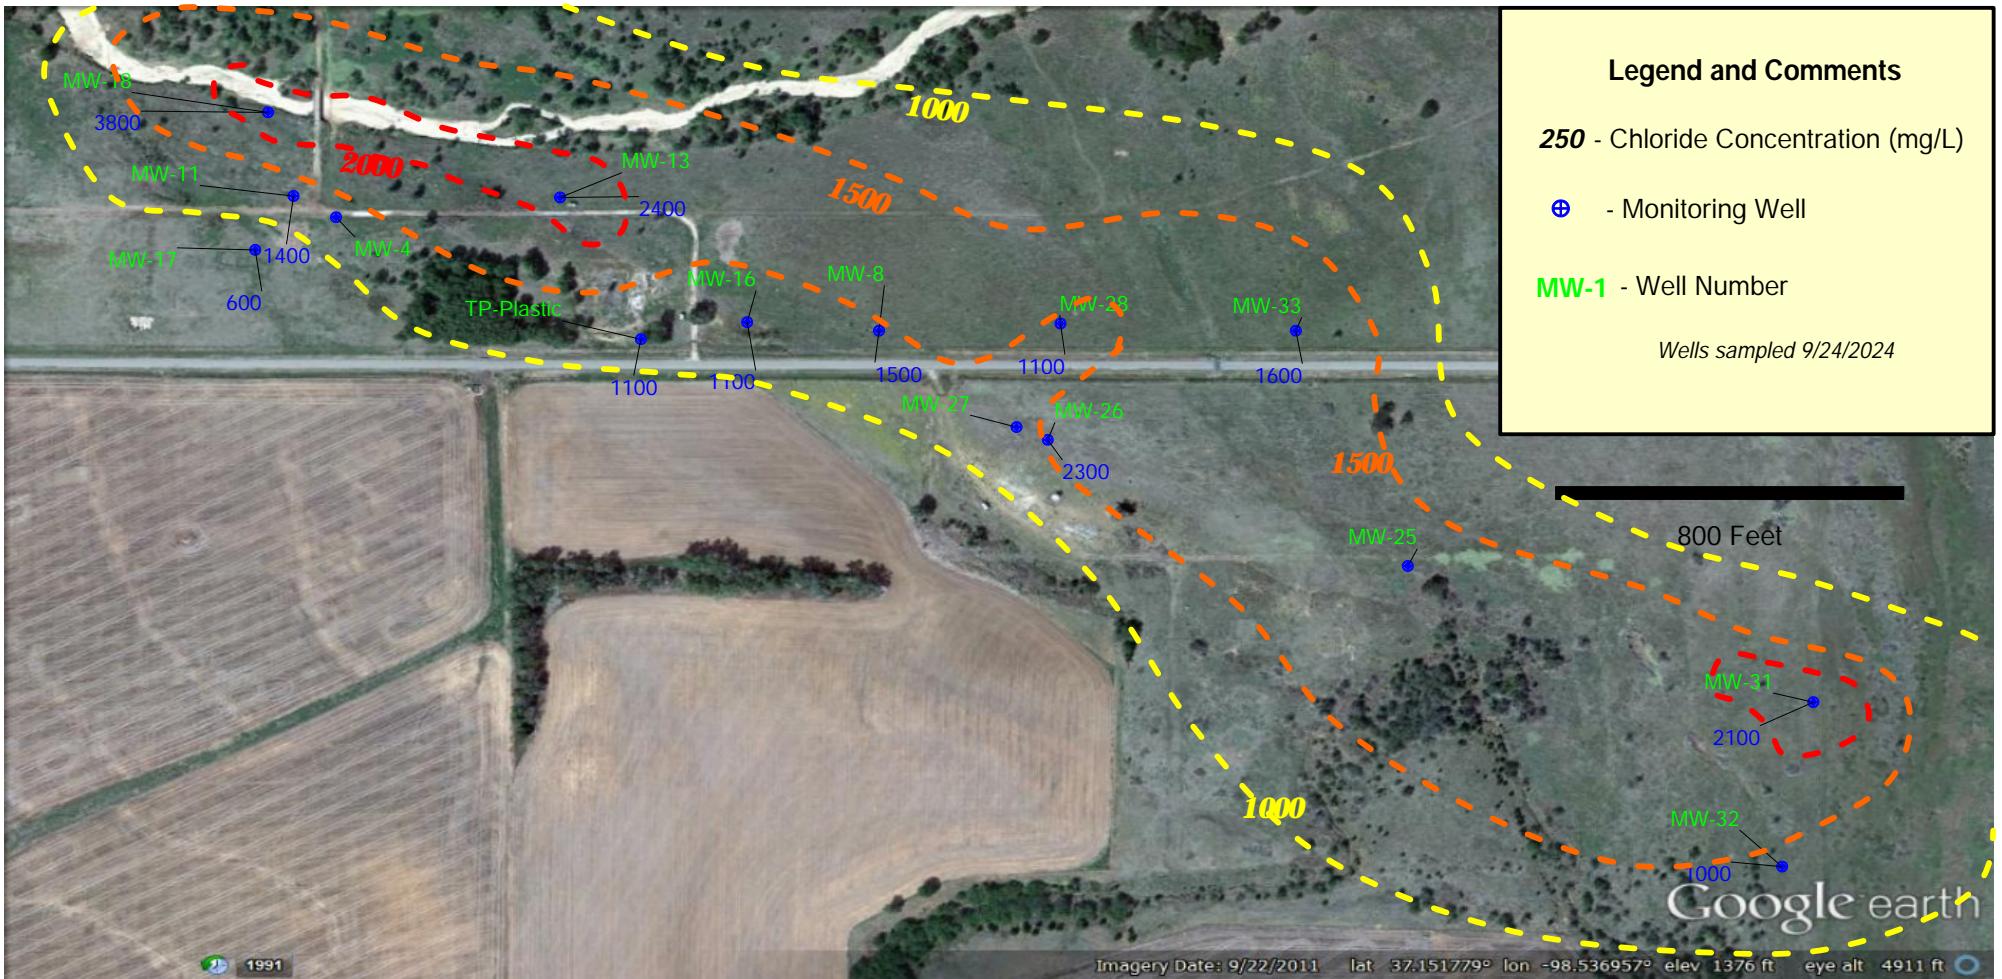 Legend and Comments
250 - Chloride Concentration (mg/L)
- Monitoring Well
MW-1 - Well Number
Wells sampled 9/24/2024
MW-18
3800
1000
2000
MW-13
2400
MW-11
1400
MW-4
MW-17
600
1500
MW-16
1100
MW-8
1500
MW-28
1100
MW-33
1600
TP-Plastic
1100
MW-27
MW-26
2300
1500
800 Feet
MW-25
MW-31
2100
1000
MW-32
1000
Google earth
1991
Imagery Date: 9/22/2011 lat 37.151779° lon -98.536957° elev 1376 ft eye alt 4911 ft